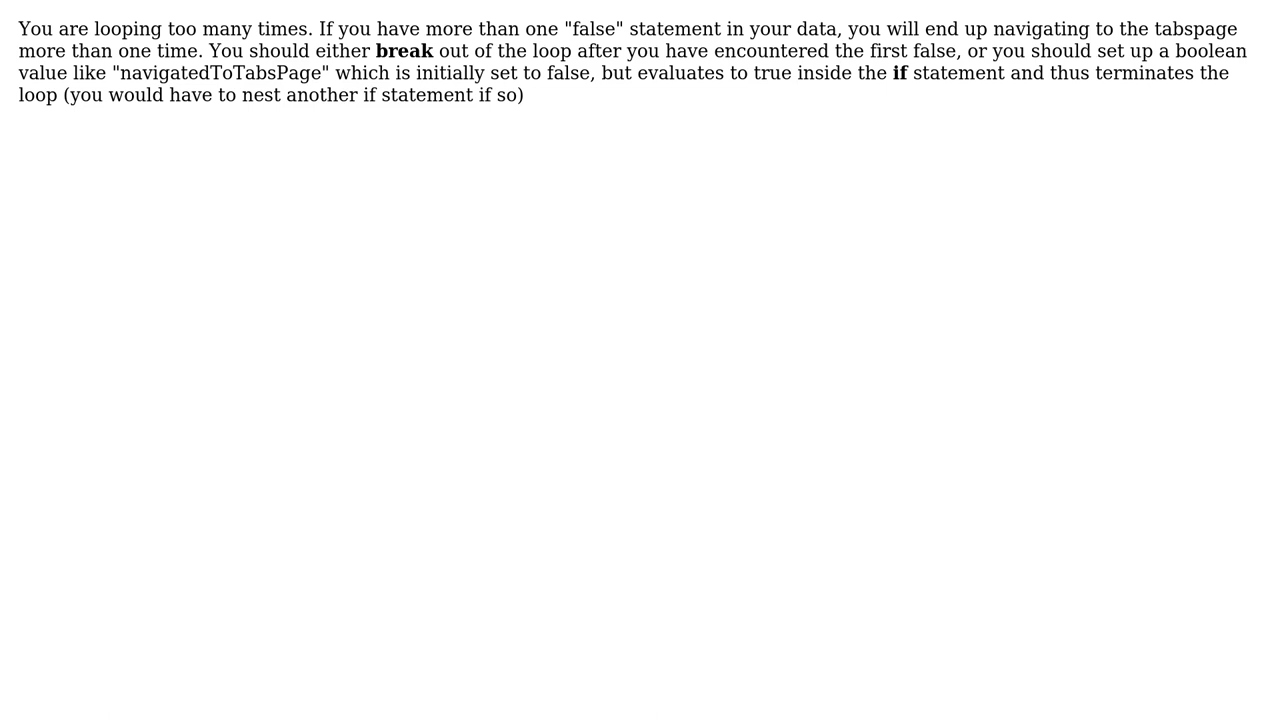 You are looping too many times. If you have more than one "false" statement in your data, you will end up navigating to the tabspage
more than one time. You should either break out of the loop after you have encountered the first false, or you should set up a boolean
value like "navigatedToTabsPage" which is initially set to false, but evaluates to true inside the if statement and thus terminates the
loop (you would have to nest another if statement if so)